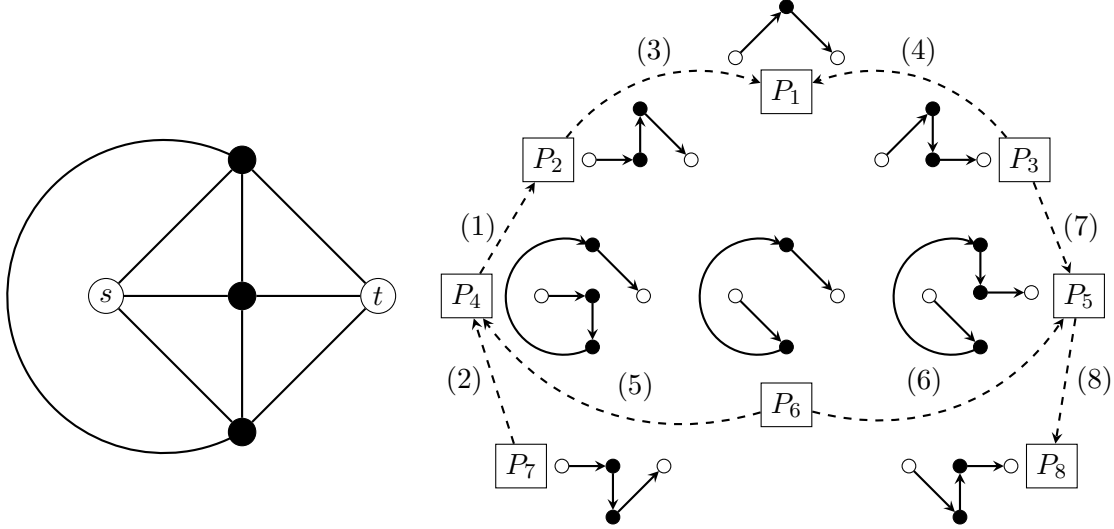 (3)
(4)
P₁
P₂
P₃
(1)
(7)
s
t
P₄
P₅
(2)
(5)
(6)
(8)
P₆
P₇
P₈